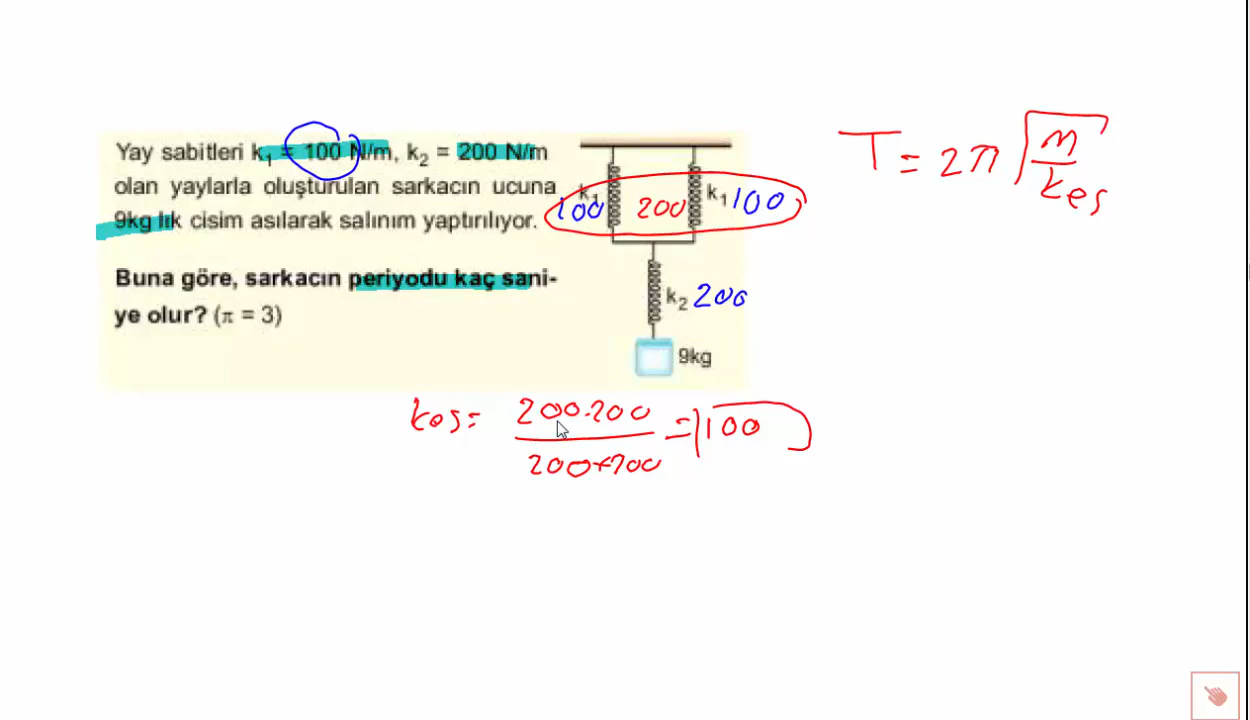 Yay sabitleri k₁ = 100 N/m, k₂ = 200 N/m
olan yaylarla oluşturulan sarkacın ucuna
9kg lık cisim asılarak salınım yaptırılıyor.
Buna göre, sarkacın periyodu kaç sani-
ye olur? (π = 3)
k₁ k₁
100 200 100
k₂ 200
9kg
T = 2π √(m/kes)
kes = 200.200 / 200+200 = 100